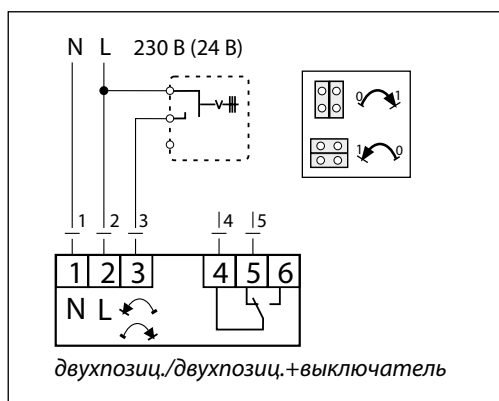 N L 230 В (24 В)
0 1
1 0
1 2 3 4 5
1 2 3 4 5 6
N L
двухпозиц./двухпозиц.+выключатель